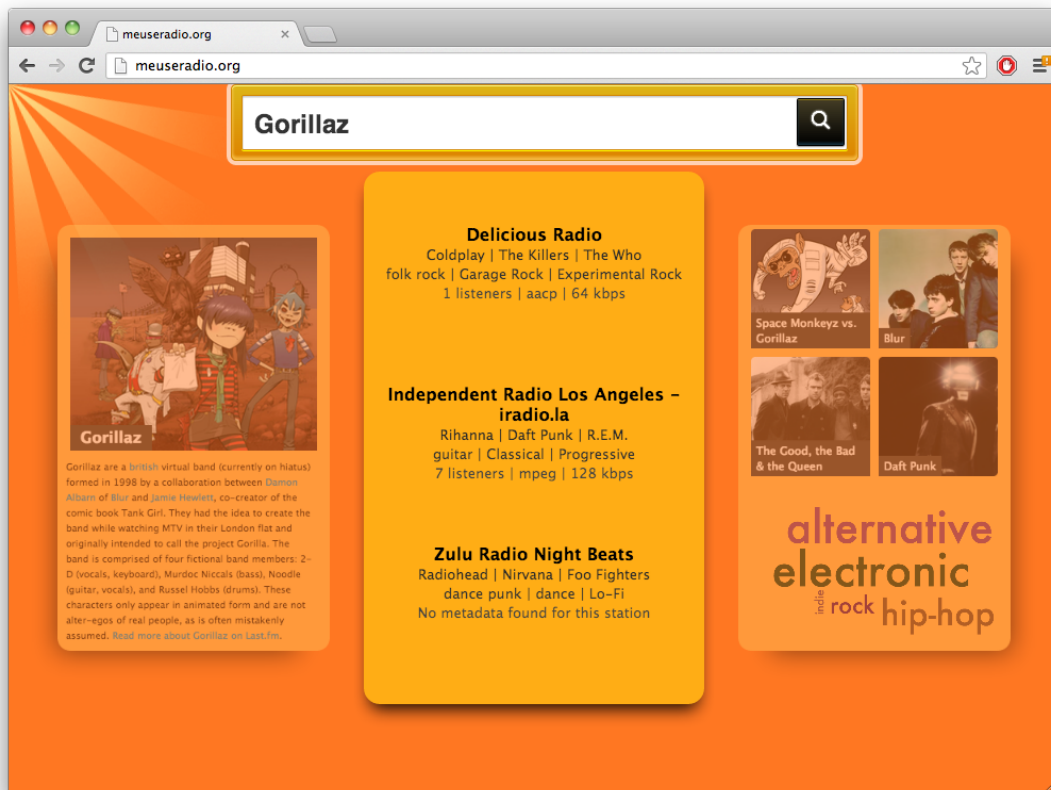 meuseradio.org
meuseradio.org
Gorillaz
Gorillaz
Gorillaz are a british virtual band (currently on hiatus)
formed in 1998 by a collaboration between Damon
Albarn of Blur and Jamie Hewlett, co-creator of the
comic book Tank Girl. They had the idea to create the
band while watching MTV in their London flat and
originally intended to call the project Gorilla. The
band is comprised of four fictional band members: 2-
D (vocals, keyboard), Murdoc Niccals (bass), Noodle
(guitar, vocals), and Russel Hobbs (drums). These
characters only appear in animated form and are not
alter-egos of real people, as is often mistakenly
assumed. Read more about Gorillaz on Last.fm.
Delicious Radio
Coldplay | The Killers | The Who
folk rock | Garage Rock | Experimental Rock
1 listeners | aacp | 64 kbps
Independent Radio Los Angeles -
iradio.la
Rihanna | Daft Punk | R.E.M.
guitar | Classical | Progressive
7 listeners | mpeg | 128 kbps
Zulu Radio Night Beats
Radiohead | Nirvana | Foo Fighters
dance punk | dance | Lo-Fi
No metadata found for this station
Space Monkeyz vs.
Gorillaz
Blur
The Good, the Bad
& the Queen
Daft Punk
alternative
electronic
indie rock hip-hop